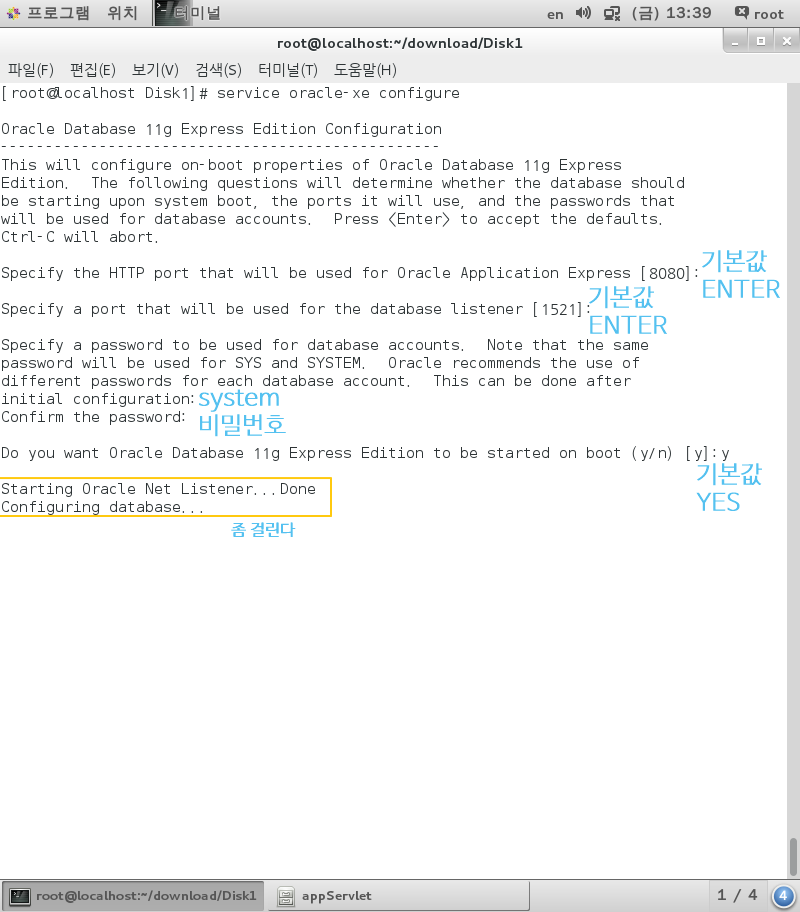 프로그램 위치 터미널 en (금) 13:39 root
root@localhost:~/download/Disk1
파일(F) 편집(E) 보기(V) 검색(S) 터미널(T) 도움말(H)
[root@localhost Disk1]# service oracle-xe configure
Oracle Database 11g Express Edition Configuration
-------------------------------------------------
This will configure on-boot properties of Oracle Database 11g Express
Edition.  The following questions will determine whether the database should
be starting upon system boot, the ports it will use, and the passwords that
will be used for database accounts.  Press <Enter> to accept the defaults.
Ctrl-C will abort.
Specify the HTTP port that will be used for Oracle Application Express [8080]:
기본값
ENTER
Specify a port that will be used for the database listener [1521]:
기본값
ENTER
Specify a password to be used for database accounts.  Note that the same
password will be used for SYS and SYSTEM.  Oracle recommends the use of
different passwords for each database account.  This can be done after
initial configuration:
system
비밀번호
Confirm the password:
Do you want Oracle Database 11g Express Edition to be started on boot (y/n) [y]:y
기본값
YES
Starting Oracle Net Listener...Done
Configuring database...
좀 걸린다
root@localhost:~/download/Disk1 appServlet 1 / 4 4